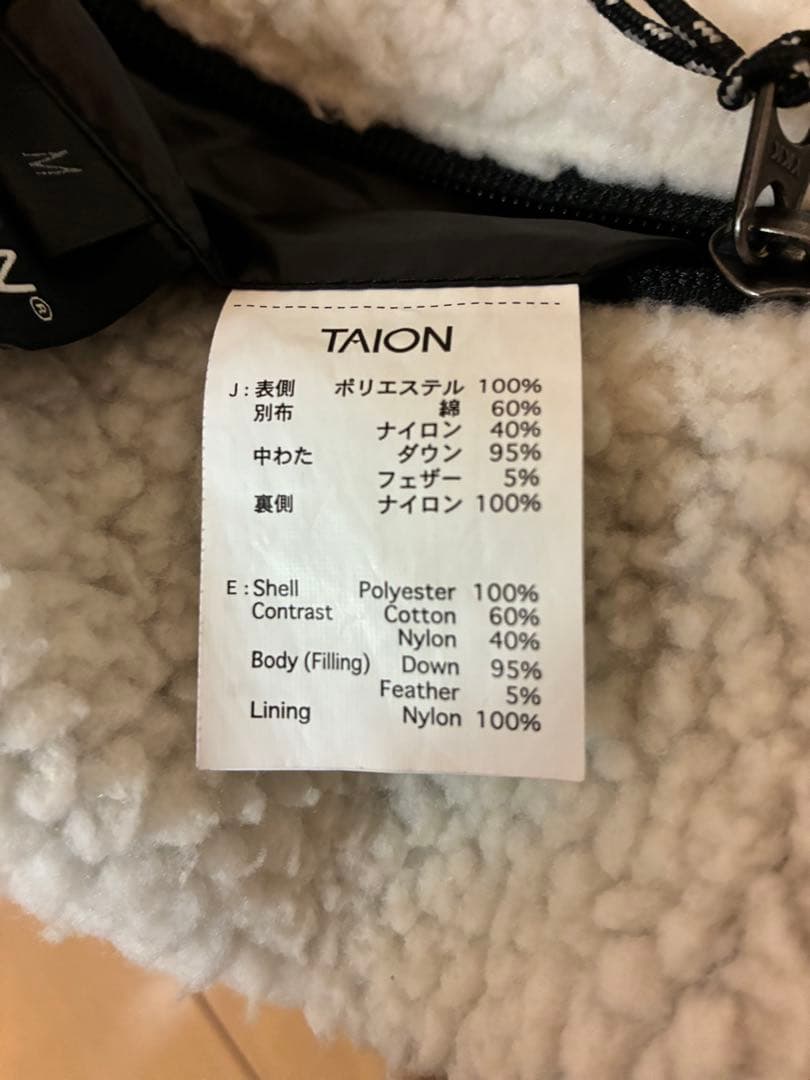 M
N®
TAION
J:表側 ポリエステル 100%
別布 綿 60%
ナイロン 40%
中わた ダウン 95%
フェザー 5%
裏側 ナイロン 100%
E:Shell Polyester 100%
Contrast Cotton 60%
Nylon 40%
Body (Filling) Down 95%
Feather 5%
Lining Nylon 100%